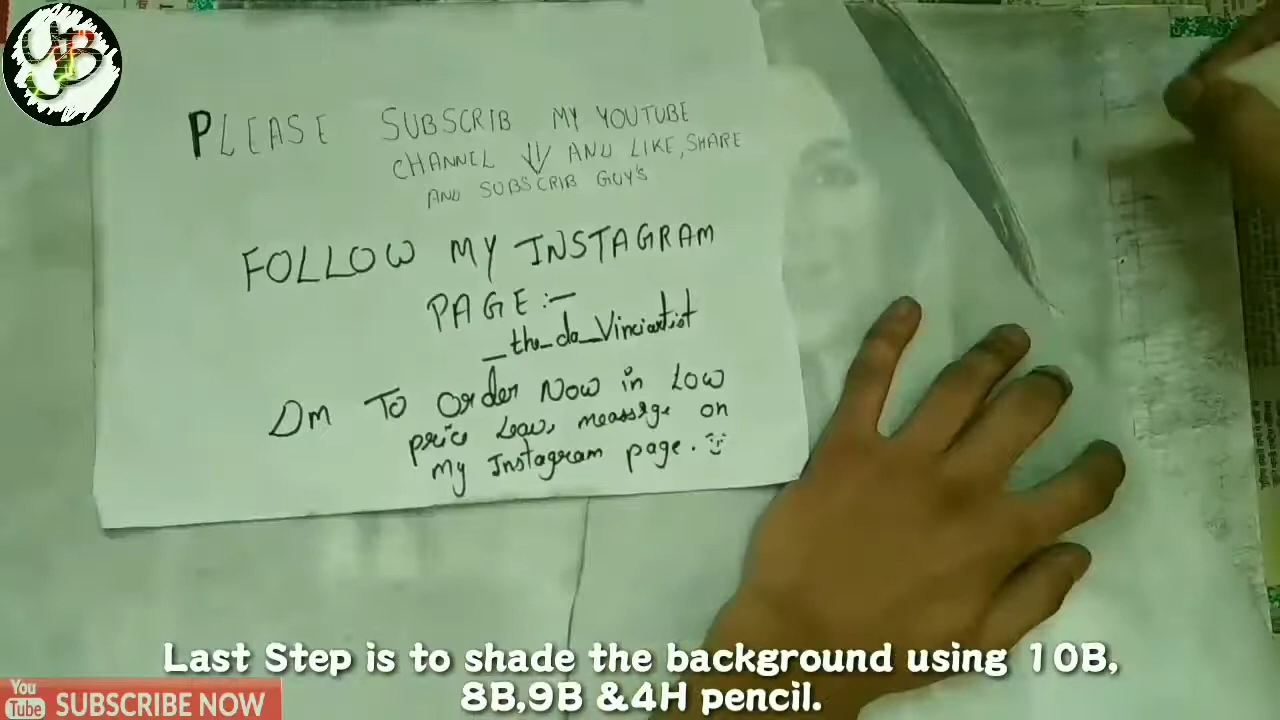 PLEASE SUBSCRIB MY YOUTUBE
CHANNEL AND LIKE, SHARE
AND SUBSCRIB GUY'S
FOLLOW MY INSTAGRAM
PAGE:-
_the_da_Vinciartist
Dm To Order Now in Low
price Low, meassege on
my Instagram page.
Last Step is to shade the background using 10B,
8B,9B &4H pencil.
You
Tube SUBSCRIBE NOW